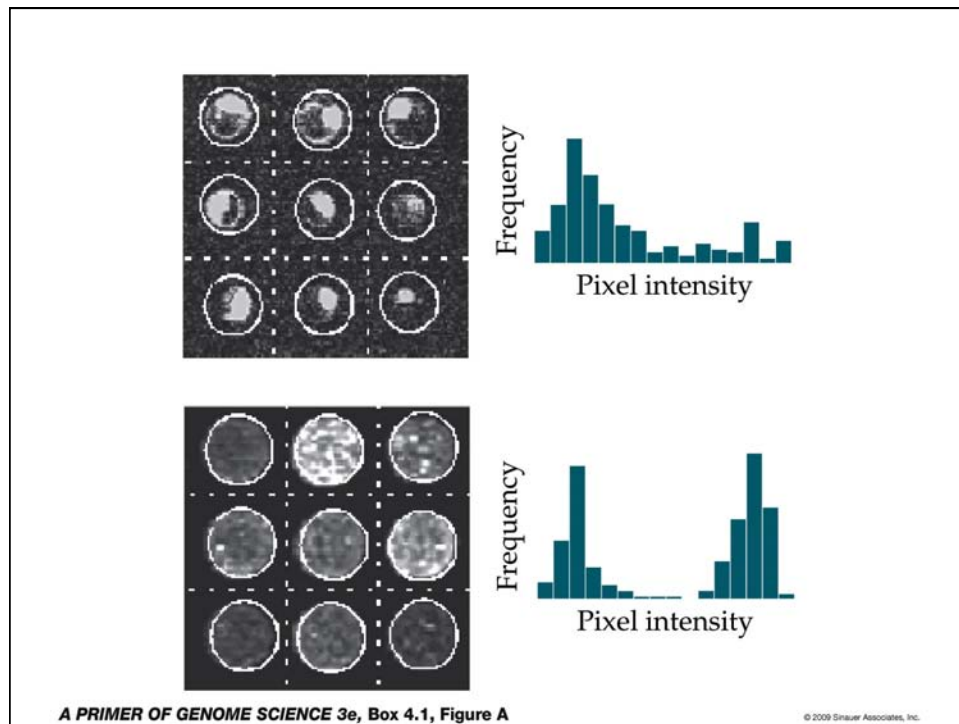 Frequency
Pixel intensity
Frequency
Pixel intensity
A PRIMER OF GENOME SCIENCE 3e, Box 4.1, Figure A
© 2009 Sinauer Associates, Inc.